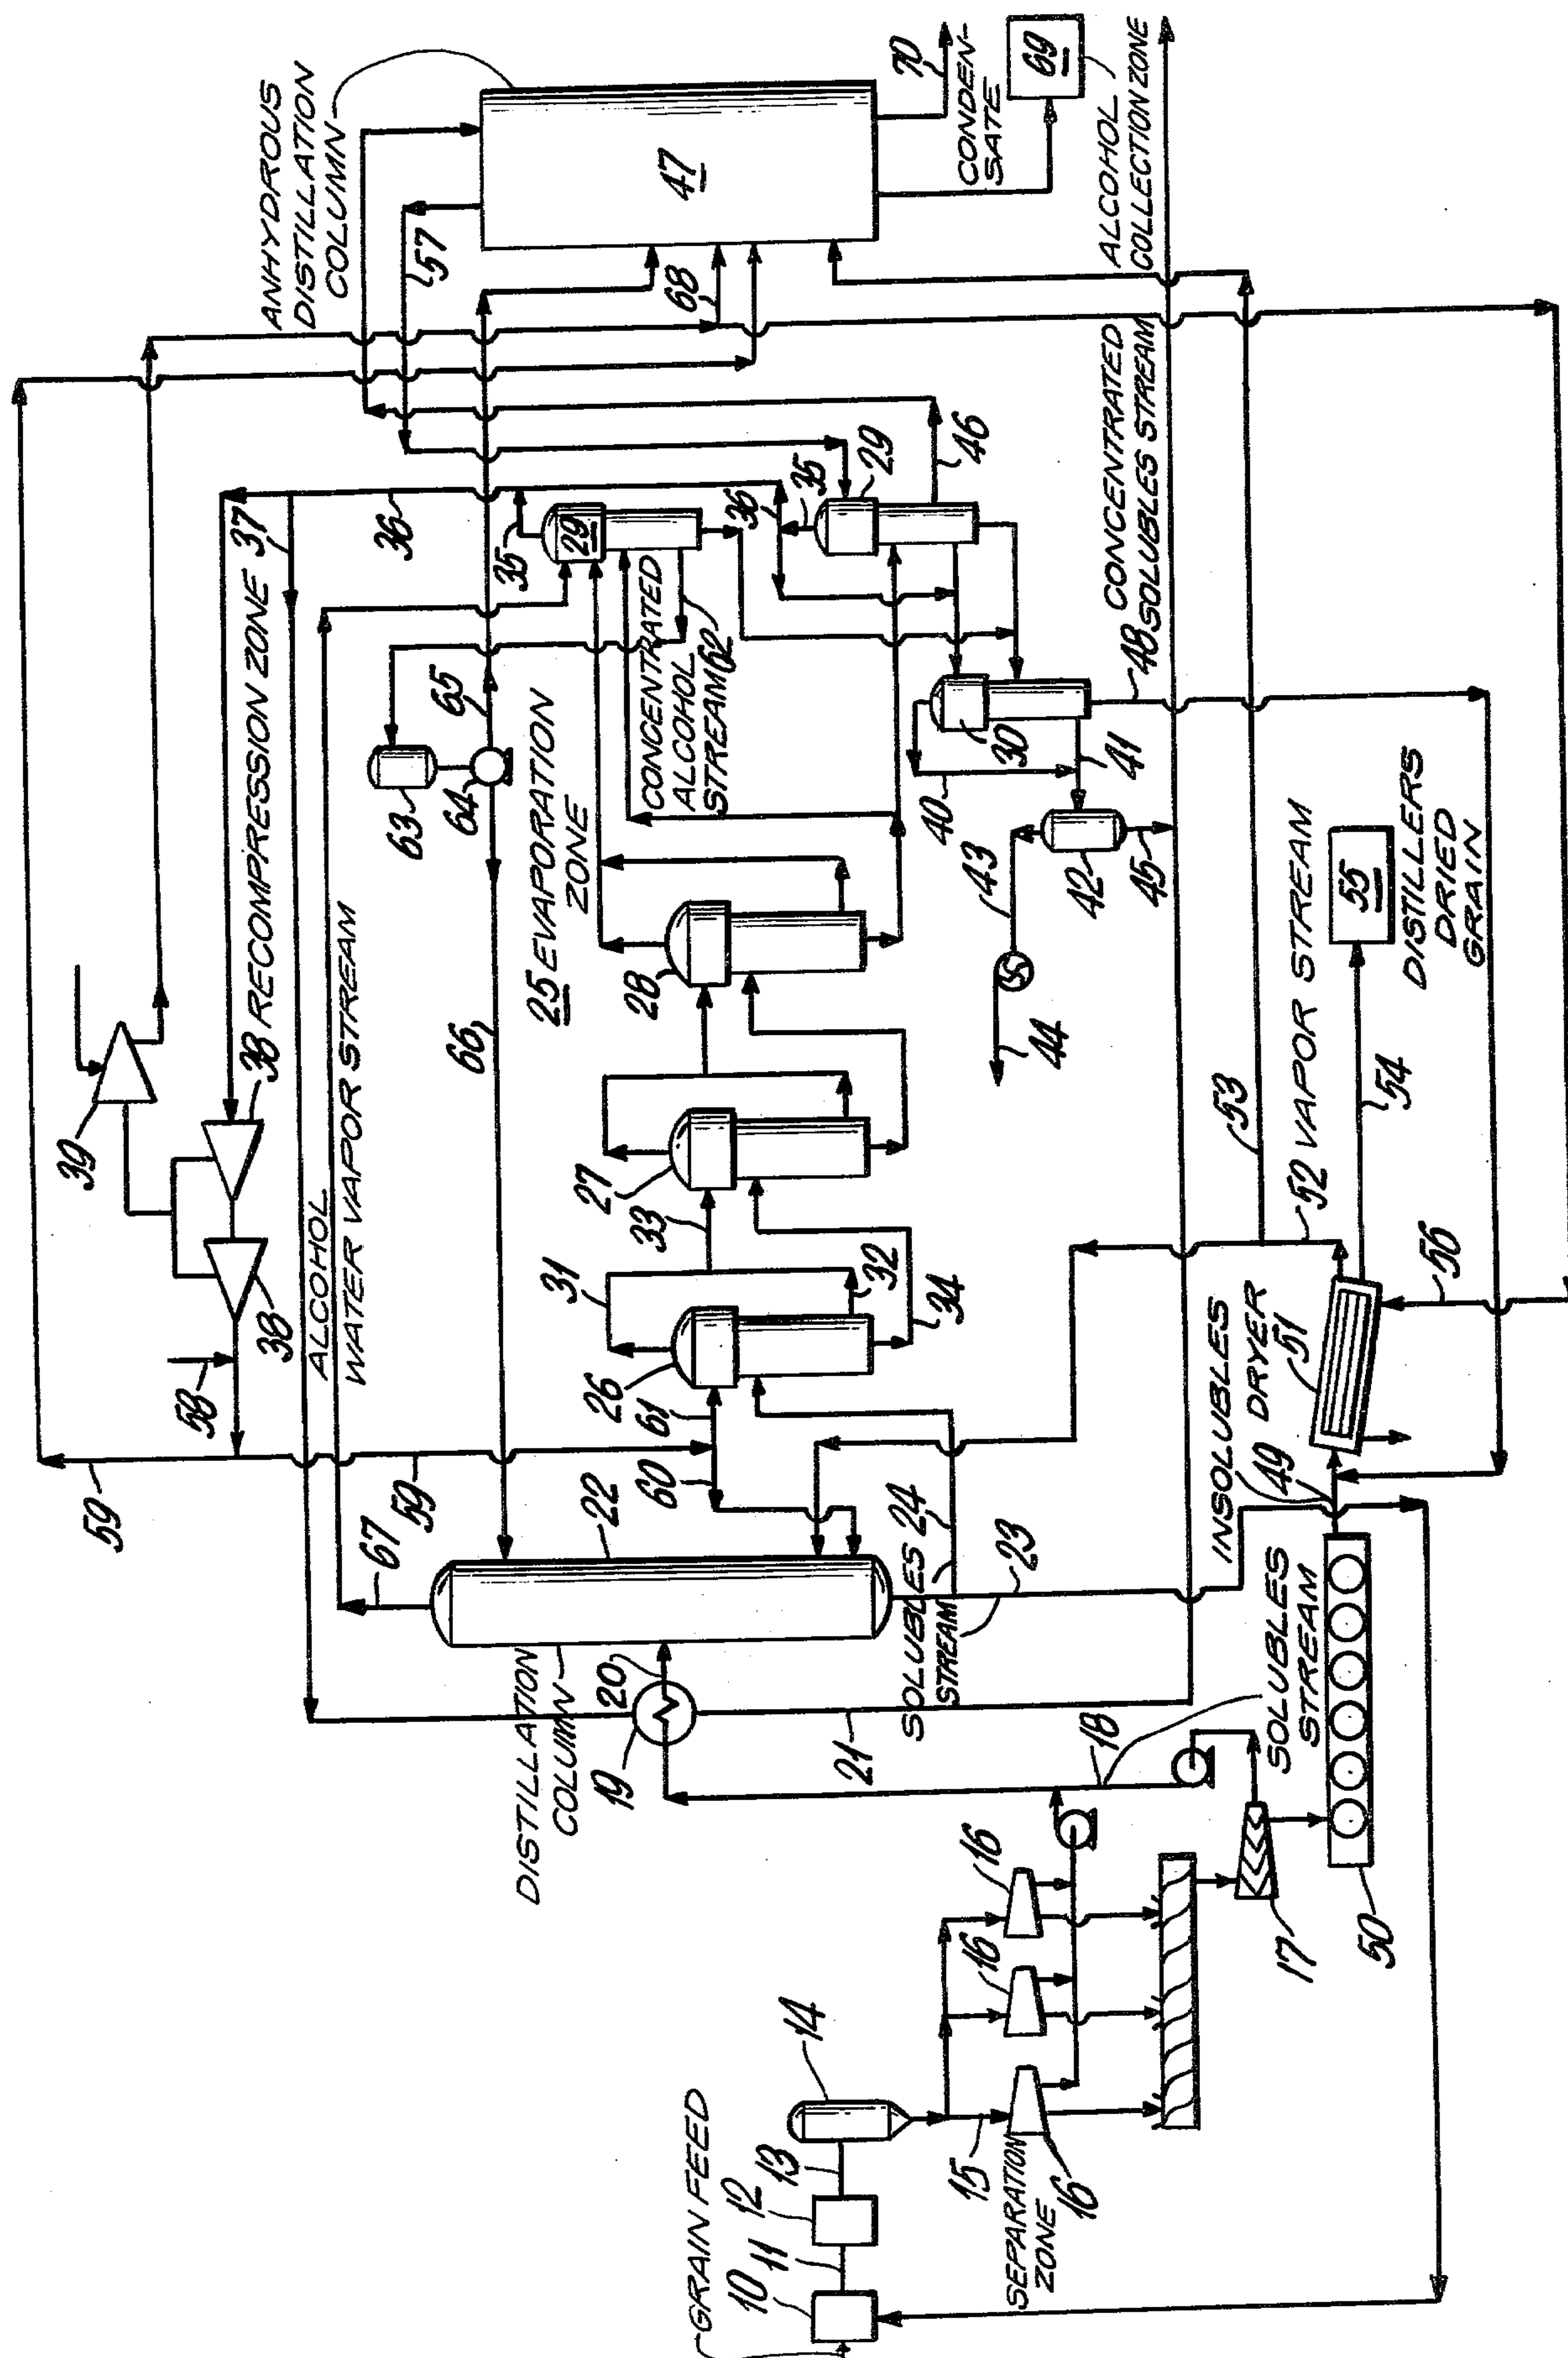 GRAIN FEED
10
11
12
13
14
15
SEPARATION
ZONE
16
16
16
17
50
18
SOLUBLES
STREAM
DISTILLATION
COLUMN
19
20
21
22
67
SOLUBLES
STREAM
24
23
INSOLUBLES
49
DRYER
51
56
52 VAPOR STREAM
53
54
55
DISTILLERS
DRIED
GRAIN
59
59
58
60
61
26
31
32
33
34
27
28
25 EVAPORATION
ZONE
ALCOHOL
WATER VAPOR STREAM
38
38 RECOMPRESSION ZONE
39
37
36
66
65
64
63
CONCENTRATED
ALCOHOL
STREAM 62
35
29
36
35
29
46
30
40
41
42
43
44
45
48
CONCENTRATED
SOLUBLES STREAM
ANHYDROUS
DISTILLATION
COLUMN
57
68
47
70
CONDEN-
SATE
69
ALCOHOL
COLLECTION ZONE